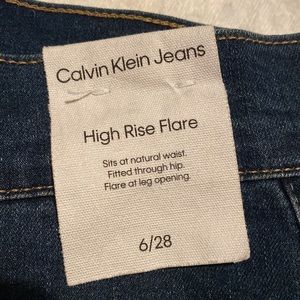 Calvin Klein Jeans
High Rise Flare
Sits at natural waist.
Fitted through hip.
Flare at leg opening.
6/28